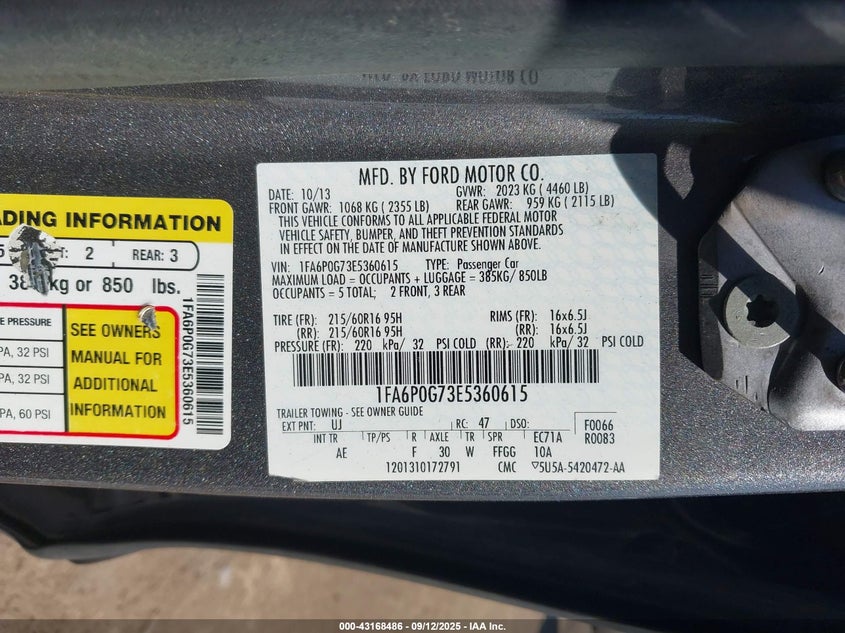 MFD. BY FORD MOTOR CO.
DATE: 10/13 GVWR: 2023 KG ( 4460 LB)
FRONT GAWR: 1068 KG ( 2355 LB) REAR GAWR: 959 KG ( 2115 LB)
THIS VEHICLE CONFORMS TO ALL APPLICABLE FEDERAL MOTOR
VEHICLE SAFETY, BUMPER, AND THEFT PREVENTION STANDARDS
IN EFFECT ON THE DATE OF MANUFACTURE SHOWN ABOVE.
VIN: 1FA6P0G73E5360615 TYPE: Passenger Car
MAXIMUM LOAD = OCCUPANTS + LUGGAGE = 385KG/ 850LB
OCCUPANTS = 5 TOTAL; 2 FRONT, 3 REAR
TIRE (FR): 215/60R16 95H RIMS (FR): 16x6.5J
(RR): 215/60R16 95H (RR): 16x6.5J
PRESSURE (FR): 220 kPa/ 32 PSI COLD (RR): 220 kPa/ 32 PSI COLD
1FA6P0G73E5360615
TRAILER TOWING - SEE OWNER GUIDE
EXT PNT: UJ RC: 47 DSO: F0066
R0083
INT TR TP/PS R AXLE TR SPR EC71A
AE F 30 W FFGG 10A
1201310172791 CMC ▽5U5A-5420472-AA
ADING INFORMATION
2 REAR: 3
kg or 850 lbs.
E PRESSURE
PA, 32 PSI
PA, 32 PSI
PA, 60 PSI
SEE OWNERS
MANUAL FOR
ADDITIONAL
INFORMATION
1FA6P0G73E5360615
000-43168486 - 09/12/2025 - IAA Inc.